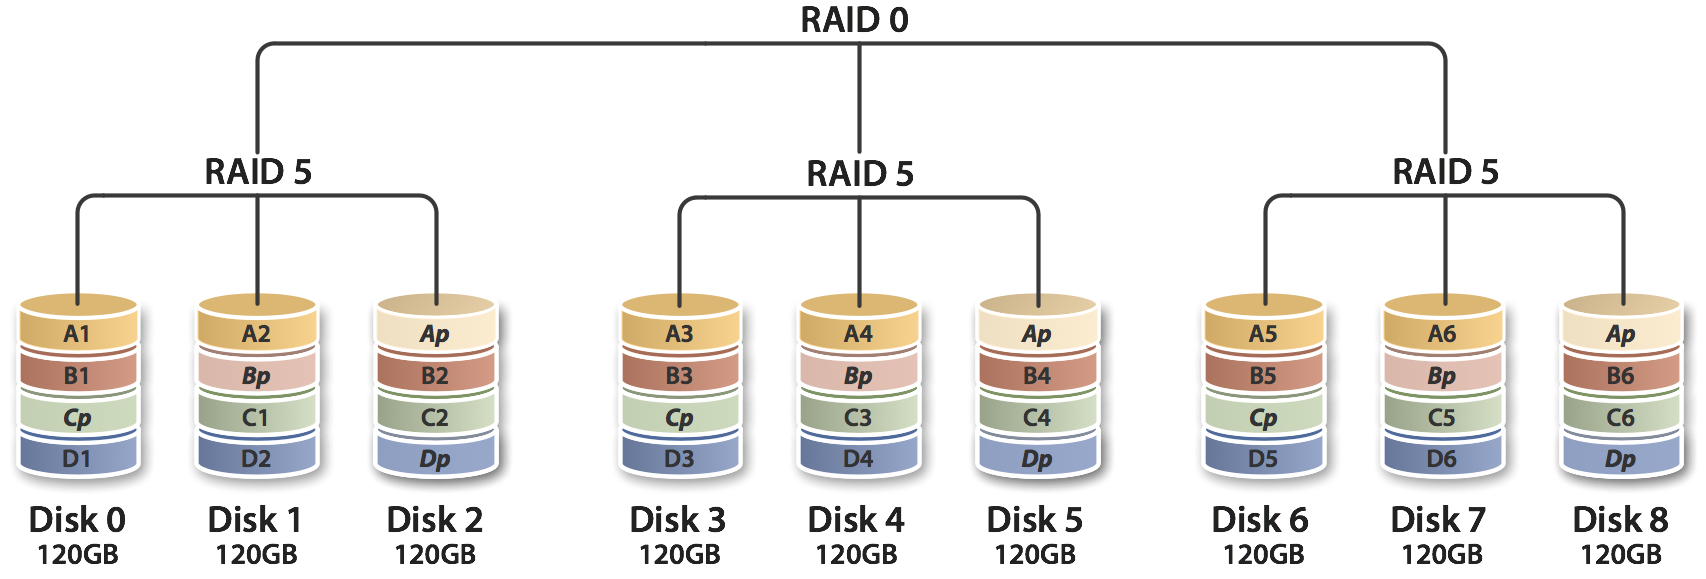 RAID 0
RAID 5 RAID 5 RAID 5
A1 A2 Ap A3 A4 Ap A5 A6 Ap
B1 Bp B2 B3 Bp B4 B5 Bp B6
Cp C1 C2 Cp C3 C4 Cp C5 C6
D1 D2 Dp D3 D4 Dp D5 D6 Dp
Disk 0 Disk 1 Disk 2 Disk 3 Disk 4 Disk 5 Disk 6 Disk 7 Disk 8
120GB 120GB 120GB 120GB 120GB 120GB 120GB 120GB 120GB